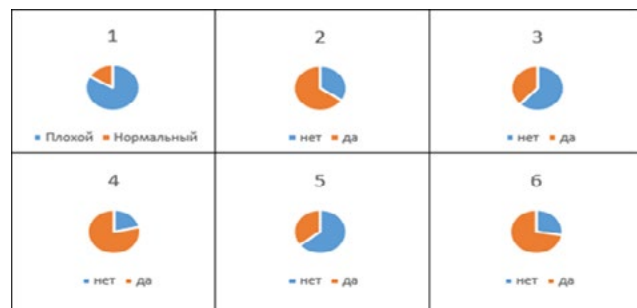 1
Плохой Нормальный
2
нет да
3
нет да
4
нет да
5
нет да
6
нет да